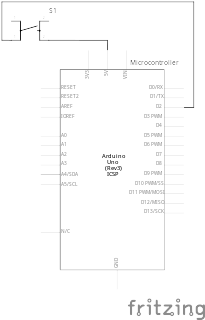 S1
Microcontroller
3V3
5V
VIN
RESET
RESET2
AREF
IOREF
A0
A1
A2
A3
A4/SDA
A5/SCL
N/C
Arduino
Uno
(Rev3)
ICSP
D0/RX
D1/TX
D2
D3 PWM
D4
D5 PWM
D6 PWM
D7
D8
D9 PWM
D10 PWM/SS
D11 PWM/MOSI
D12/MISO
D13/SCK
GND
fritzing